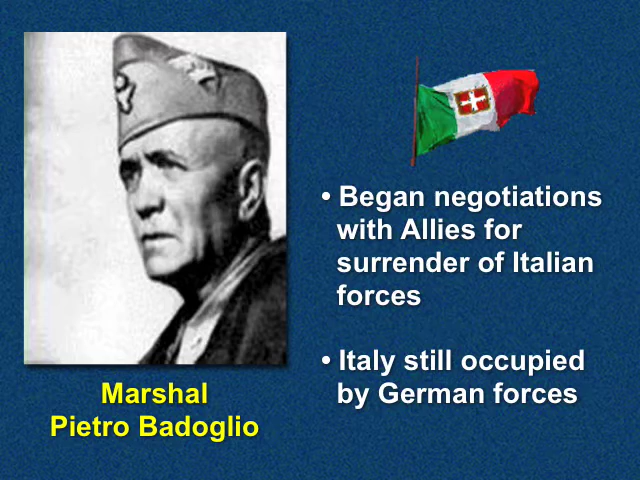 • Began negotiations
with Allies for
surrender of Italian
forces
• Italy still occupied
by German forces
Marshal
Pietro Badoglio